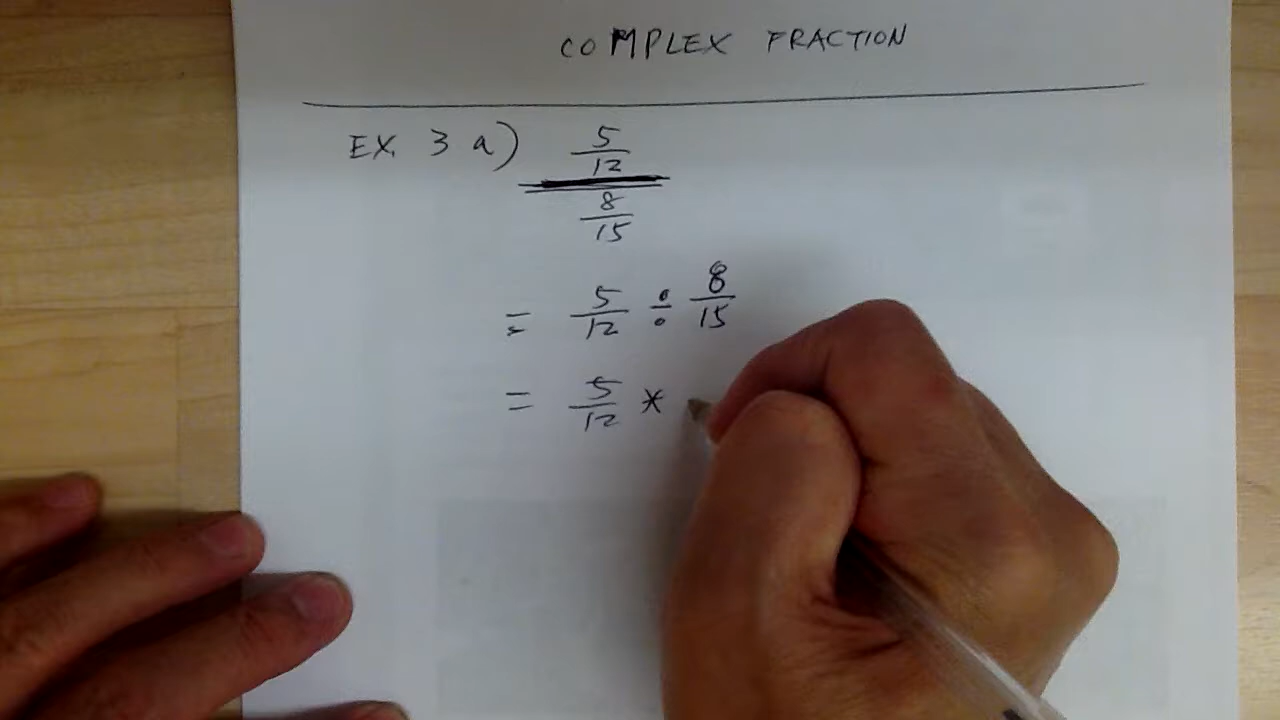 COMPLEX FRACTION
EX. 3 a) 5/12 / 8/15
= 5/12 ÷ 8/15
= 5/12 *